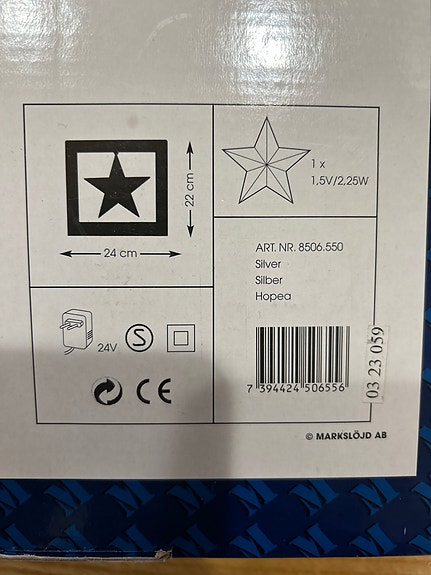 22 cm
24 cm
1 x
1,5V/2,25W
ART. NR. 8506.550
Silver
Silber
Hopea
24V
S
CE
7 394424 506556
03 23 059
© MARKSLÖJD AB